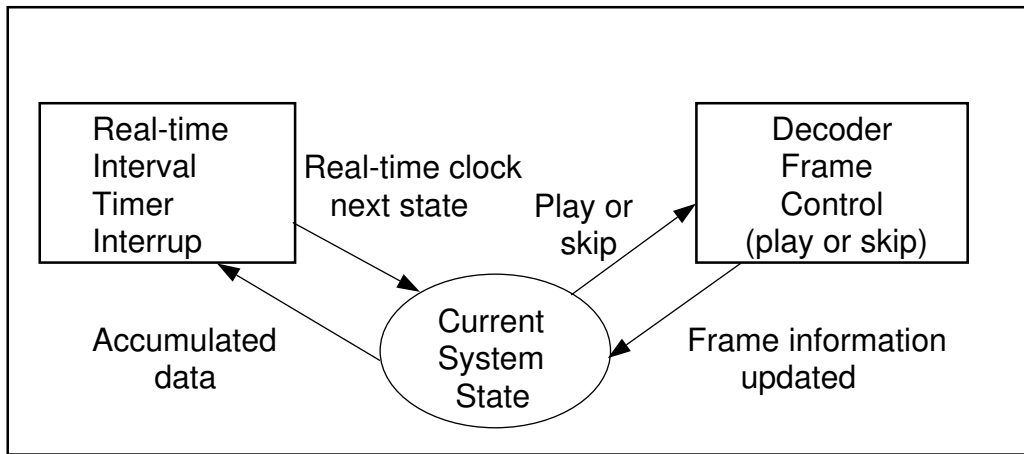 Real-time
Interval
Timer
Interrup
Real-time clock
next state
Play or
skip
Decoder
Frame
Control
(play or skip)
Accumulated
data
Current
System
State
Frame information
updated